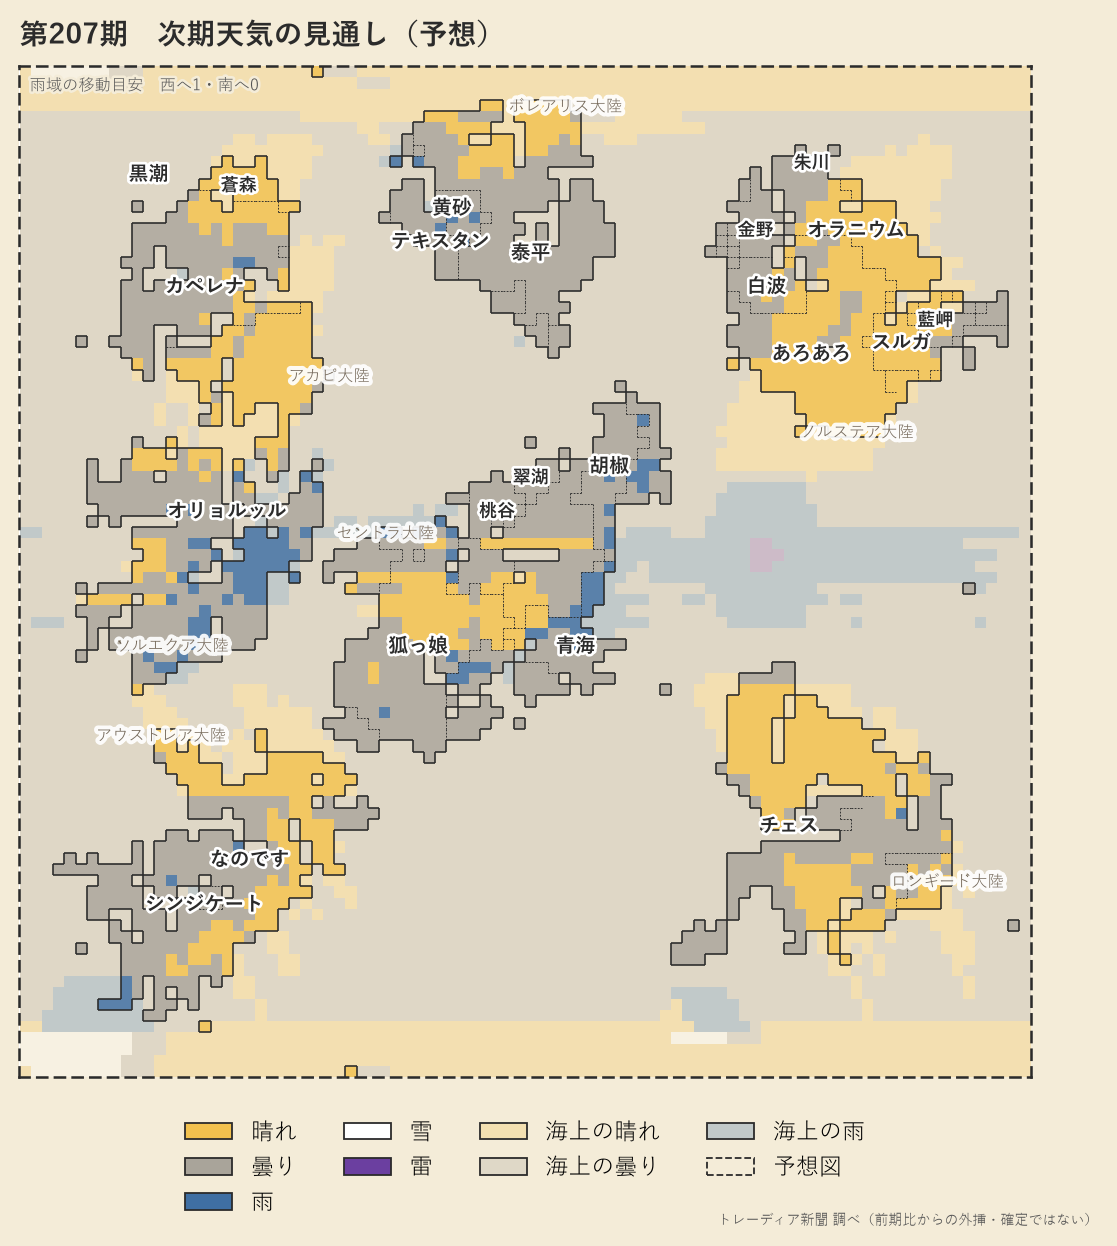 第207期　次期天気の見通し（予想）
雨域の移動目安　西へ1・南へ0
ボレアリス大陸
朱川
黒潮
蒼森
黄砂
金野
オラニウム
テキスタン
泰平
カペレナ
白波
藍岬
スルガ
あろあろ
アカピ大陸
ノルステア大陸
胡椒
翠湖
オリョルッル
桃谷
セントラ大陸
ソルエクア大陸
狐っ娘
青海
アウストレア大陸
チェス
なのです
ロンギード大陸
シンジケート
晴れ
雪
海上の晴れ
海上の雨
曇り
雷
海上の曇り
予想図
雨
トレーディア新聞 調べ（前期比からの外挿・確定ではない）